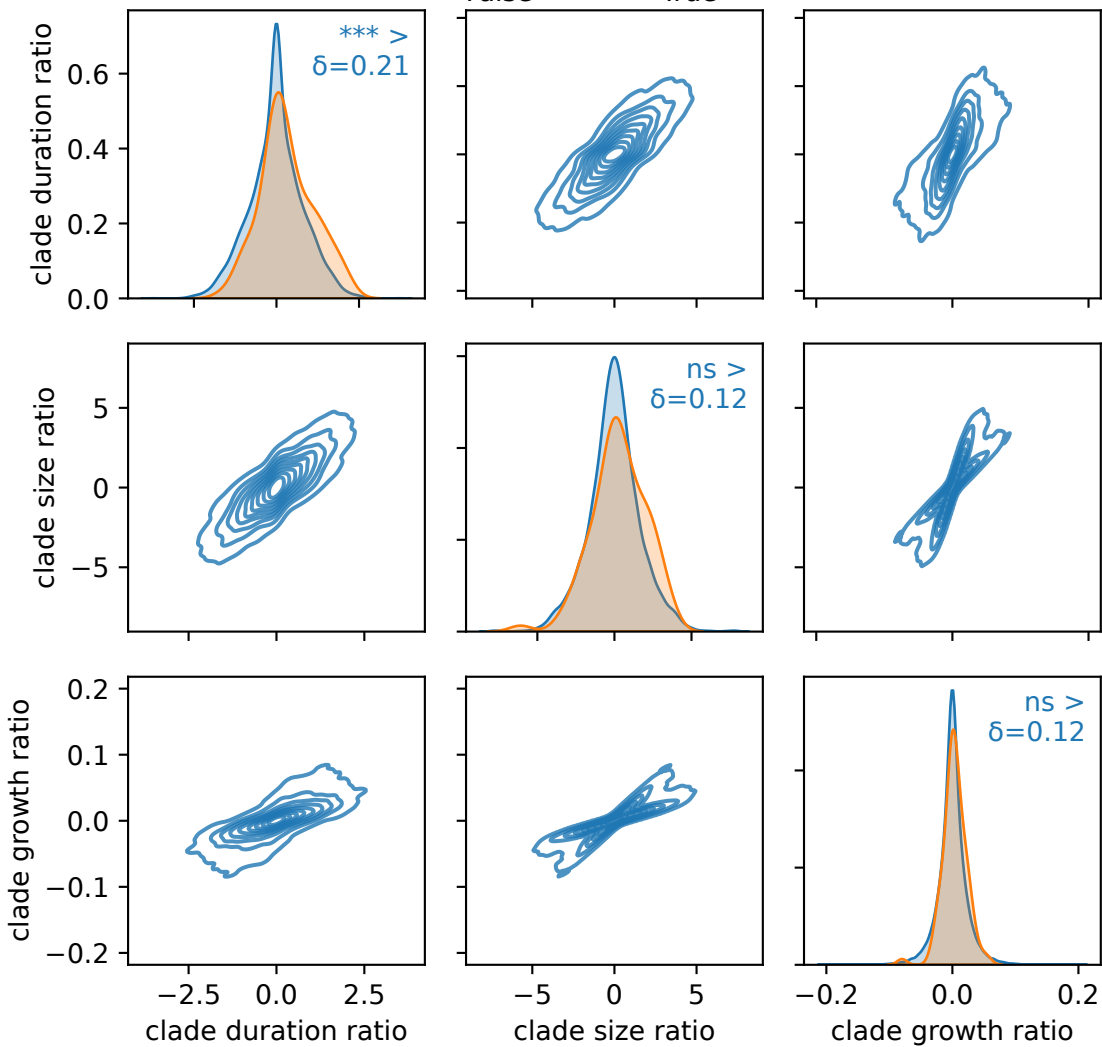 *** >
δ=0.21
clade duration ratio
0.6
0.4
0.2
0.0
ns >
δ=0.12
clade size ratio
5
0
−5
ns >
δ=0.12
clade growth ratio
0.2
0.1
0.0
−0.1
−0.2
−2.5 0.0 2.5
−5 0 5
−0.2 0.0 0.2
clade duration ratio
clade size ratio
clade growth ratio